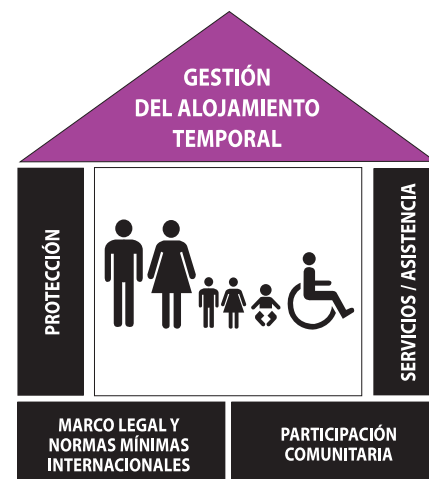 GESTIÓN
DEL ALOJAMIENTO
TEMPORAL
PROTECCIÓN
SERVICIOS / ASISTENCIA
MARCO LEGAL Y
NORMAS MÍNIMAS
INTERNACIONALES
PARTICIPACIÓN
COMUNITARIA